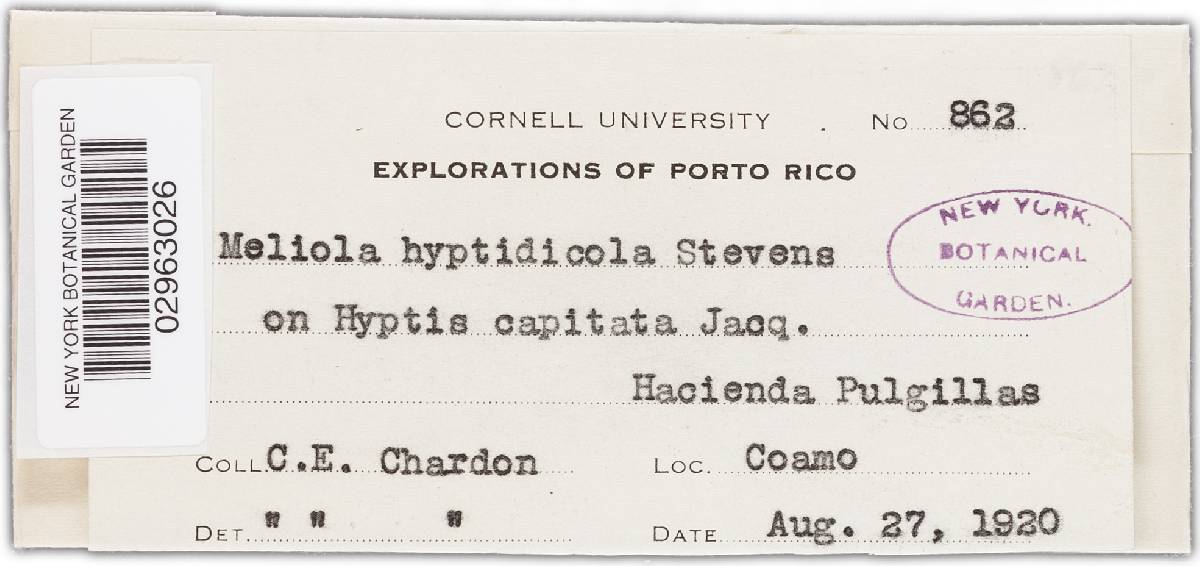 NEW YORK BOTANICAL GARDEN
02963026
CORNELL UNIVERSITY . No 862
EXPLORATIONS OF PORTO RICO
Meliola hyptidicola Stevens
on Hyptis capitata Jacq.
NEW YORK.
BOTANICAL
GARDEN.
Hacienda Pulgillas
COLL. C.E. Chardon LOC. Coamo
DET. " " " DATE Aug. 27, 1920